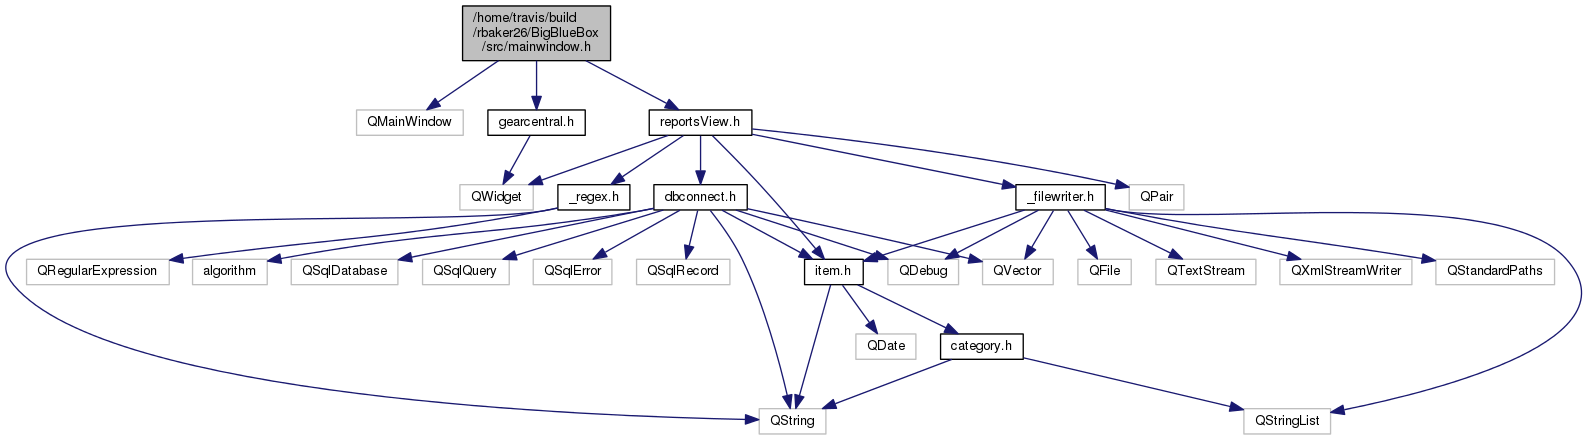 /home/travis/build
/rbaker26/BigBlueBox
/src/mainwindow.h
QMainWindow
gearcentral.h
reportsView.h
QWidget
_regex.h
dbconnect.h
_filewriter.h
QPair
QRegularExpression
algorithm
QSqlDatabase
QSqlQuery
QSqlError
QSqlRecord
item.h
QDebug
QVector
QFile
QTextStream
QXmlStreamWriter
QStandardPaths
QDate
category.h
QString
QStringList